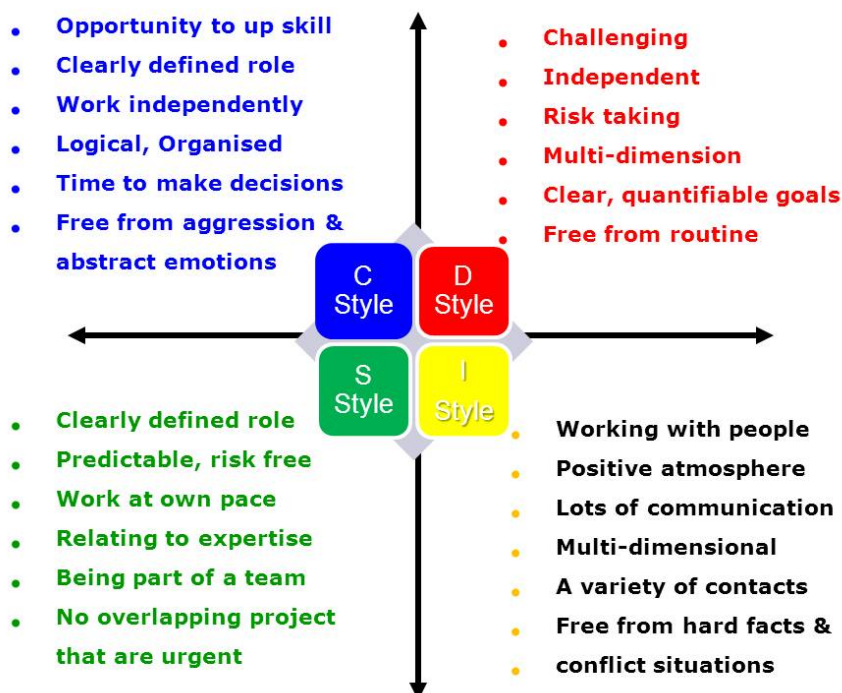 Opportunity to up skill
Clearly defined role
Work independently
Logical, Organised
Time to make decisions
Free from aggression &
abstract emotions
Challenging
Independent
Risk taking
Multi-dimension
Clear, quantifiable goals
Free from routine
C
Style
D
Style
S
Style
I
Style
Clearly defined role
Predictable, risk free
Work at own pace
Relating to expertise
Being part of a team
No overlapping project
that are urgent
Working with people
Positive atmosphere
Lots of communication
Multi-dimensional
A variety of contacts
Free from hard facts &
conflict situations